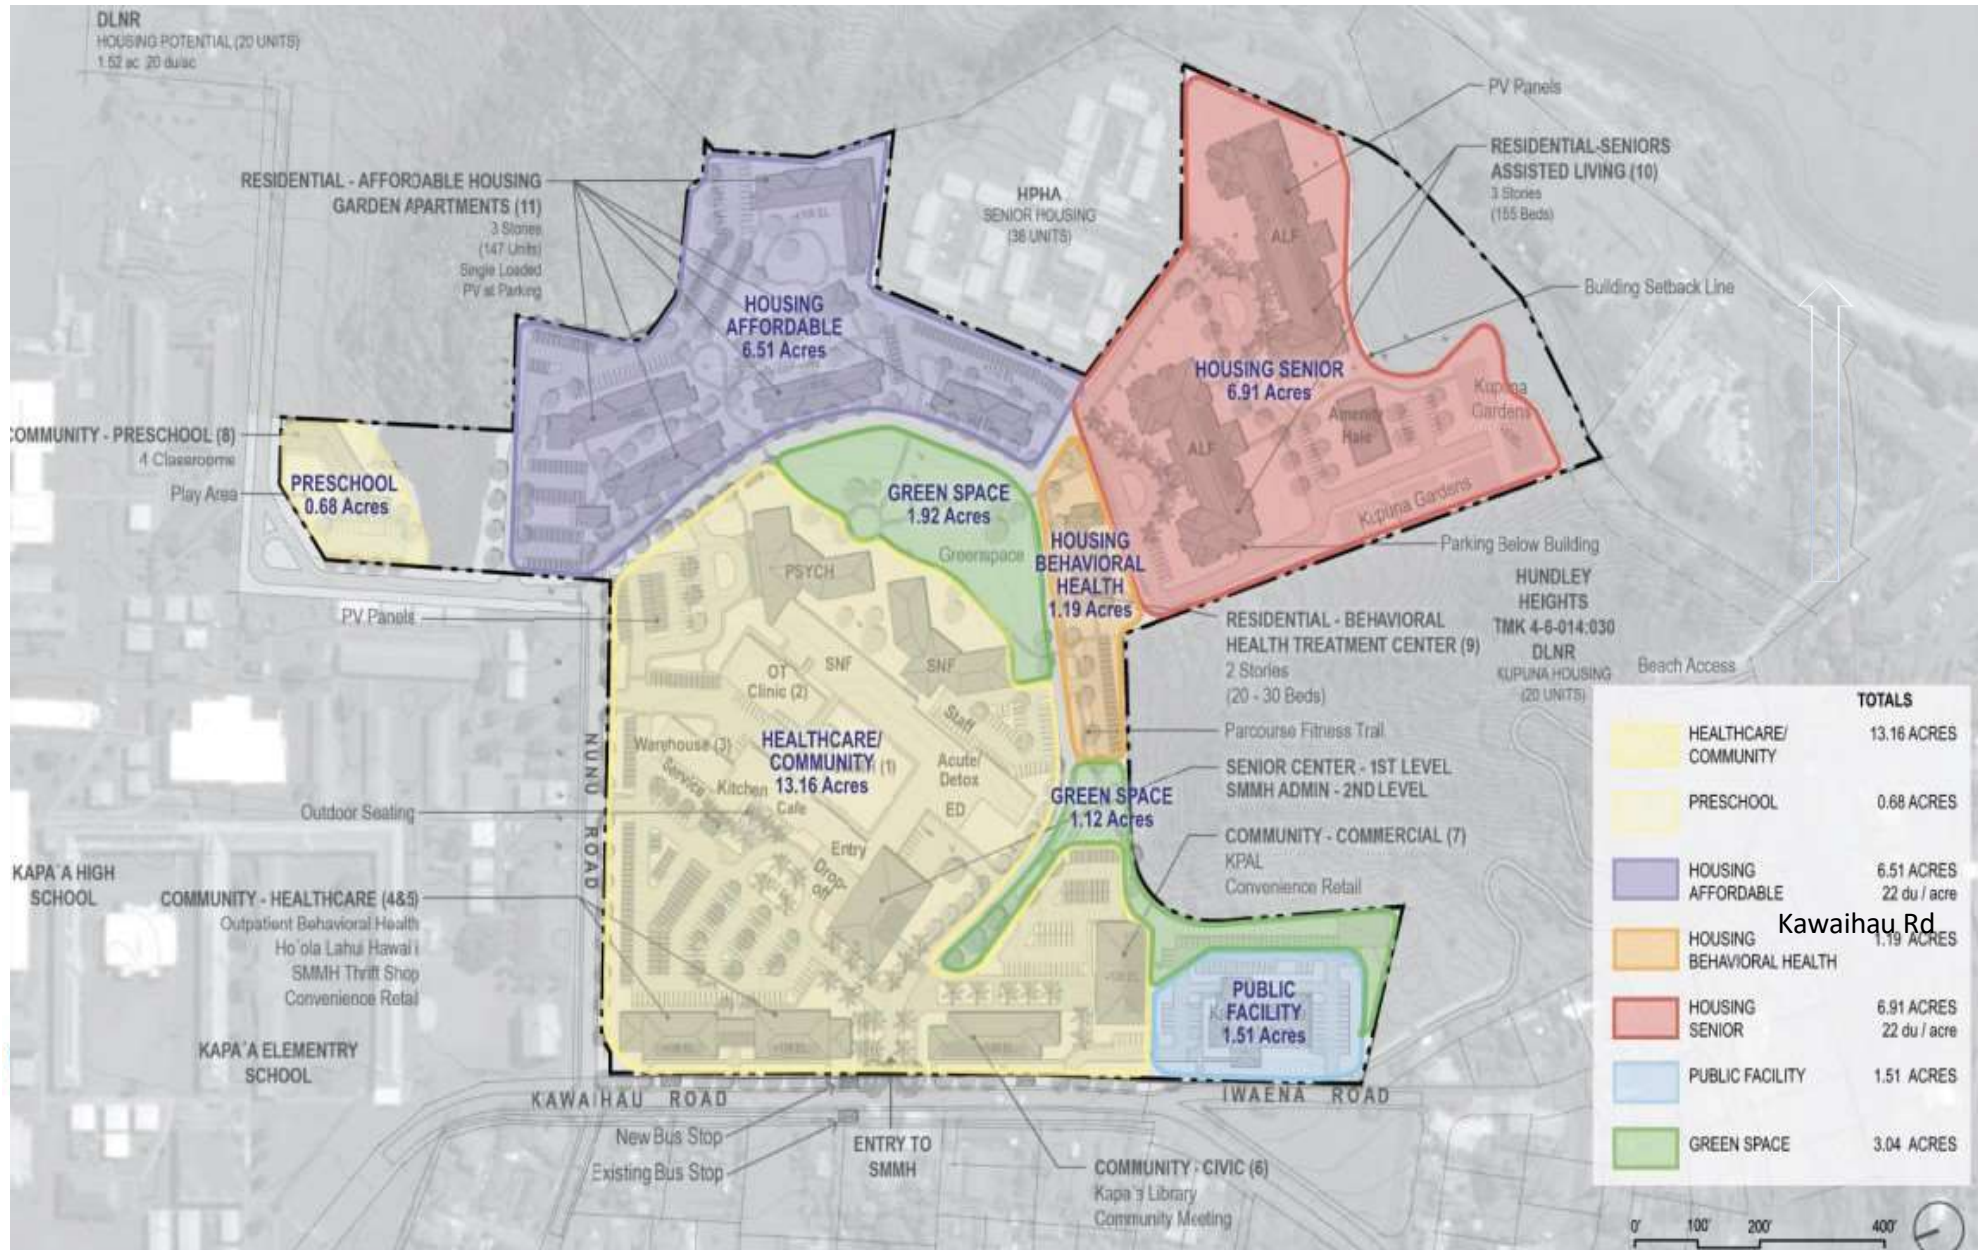 DLNR
HOUSING POTENTIAL (20 UNITS)
1.52 ac 20 du/ac
PV Panels
RESIDENTIAL-SENIORS
ASSISTED LIVING (10)
3 Stories
(155 Beds)
RESIDENTIAL - AFFORDABLE HOUSING
GARDEN APARTMENTS (11)
3 Stories
(147 Units)
Single Loaded
PV at Parking
HPHA
SENIOR HOUSING
(36 UNITS)
ALF
Building Setback Line
HOUSING
AFFORDABLE
6.51 Acres
HOUSING SENIOR
6.91 Acres
Kupuna
Gardens
Amenity
Hale
ALF
Kupuna Gardens
Parking Below Building
COMMUNITY - PRESCHOOL (8)
4 Classrooms
Play Area
PRESCHOOL
0.68 Acres
GREEN SPACE
1.92 Acres
Greenspace
HOUSING
BEHAVIORAL
HEALTH
1.19 Acres
PSYCH
PV Panels
HUNDLEY
HEIGHTS
TMK 4-6-014:030
DLNR
KUPUNA HOUSING
(20 UNITS)
Beach Access
RESIDENTIAL - BEHAVIORAL
HEALTH TREATMENT CENTER (9)
2 Stories
(20 - 30 Beds)
OT
Clinic (2)
SNF
SNF
Staff
Parcourse Fitness Trail
Warehouse (3)
HEALTHCARE/
COMMUNITY (1)
13.16 Acres
Service
Kitchen
Cafe
Acute/
Detox
ED
Entry
Drop-
off
SENIOR CENTER - 1ST LEVEL
SMMH ADMIN - 2ND LEVEL
GREEN SPACE
1.12 Acres
COMMUNITY - COMMERCIAL (7)
KPAL
Convenience Retail
Outdoor Seating
NUNU ROAD
KAPA'A HIGH
SCHOOL
COMMUNITY - HEALTHCARE (4&5)
Outpatient Behavioral Health
Ho'ola Lahui Hawai i
SMMH Thrift Shop
Convenience Retail
KAPA'A ELEMENTRY
SCHOOL
PUBLIC
FACILITY
1.51 Acres
KAWAIHAU ROAD
IWAENA ROAD
New Bus Stop
Existing Bus Stop
ENTRY TO
SMMH
COMMUNITY - CIVIC (6)
Kapa'a Library
Community Meeting
TOTALS
HEALTHCARE/ 13.16 ACRES
COMMUNITY
PRESCHOOL 0.68 ACRES
HOUSING 6.51 ACRES
AFFORDABLE 22 du / acre
Kawaihau Rd
HOUSING 1.19 ACRES
BEHAVIORAL HEALTH
HOUSING 6.91 ACRES
SENIOR 22 du / acre
PUBLIC FACILITY 1.51 ACRES
GREEN SPACE 3.04 ACRES
0' 100' 200' 400'